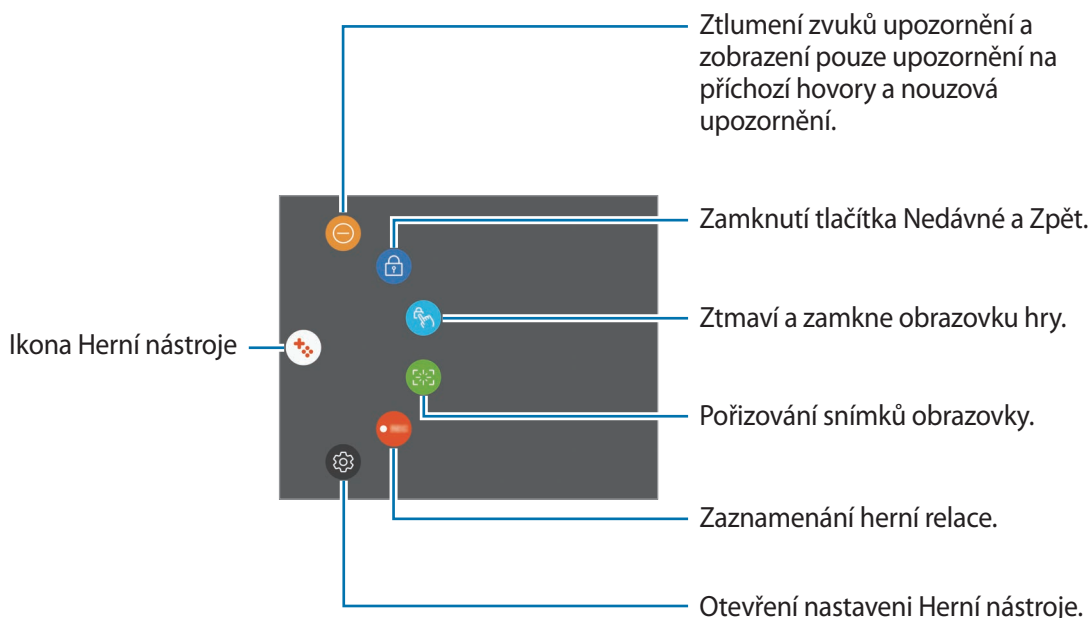 Ztlumení zvuků upozornění a
zobrazení pouze upozornění na
příchozí hovory a nouzová
upozornění.
Zamknutí tlačítka Nedávné a Zpět.
Ztmaví a zamkne obrazovku hry.
Ikona Herní nástroje
Pořizování snímků obrazovky.
Zaznamenání herní relace.
Otevření nastaveni Herní nástroje.